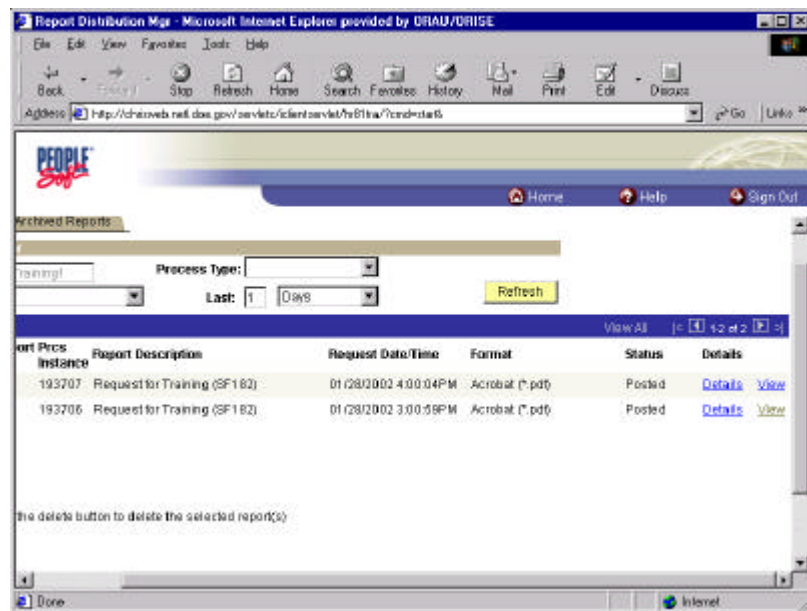 Report Distribution Mgr - Microsoft Internet Explorer provided by ORAU/ORISE
File Edit View Favorites Tools Help
Back Forward Stop Refresh Home Search Favorites History Mail Print Edit Discuss
Address Go Links »
PEOPLE
Soft
Home Help Sign Out
Archived Reports
Training!
Process Type:
Last: 1 Days
Refresh
View All |< 1-2 of 2 >|
ort Prcs Instance Report Description Request Date/Time Format Status Details
193707 Request for Training (SF182) 01/28/2002 4:00:04PM Acrobat (*.pdf) Posted Details View
193706 Request for Training (SF182) 01/28/2002 3:00:59PM Acrobat (*.pdf) Posted Details View
the delete button to delete the selected report(s)
Done Internet